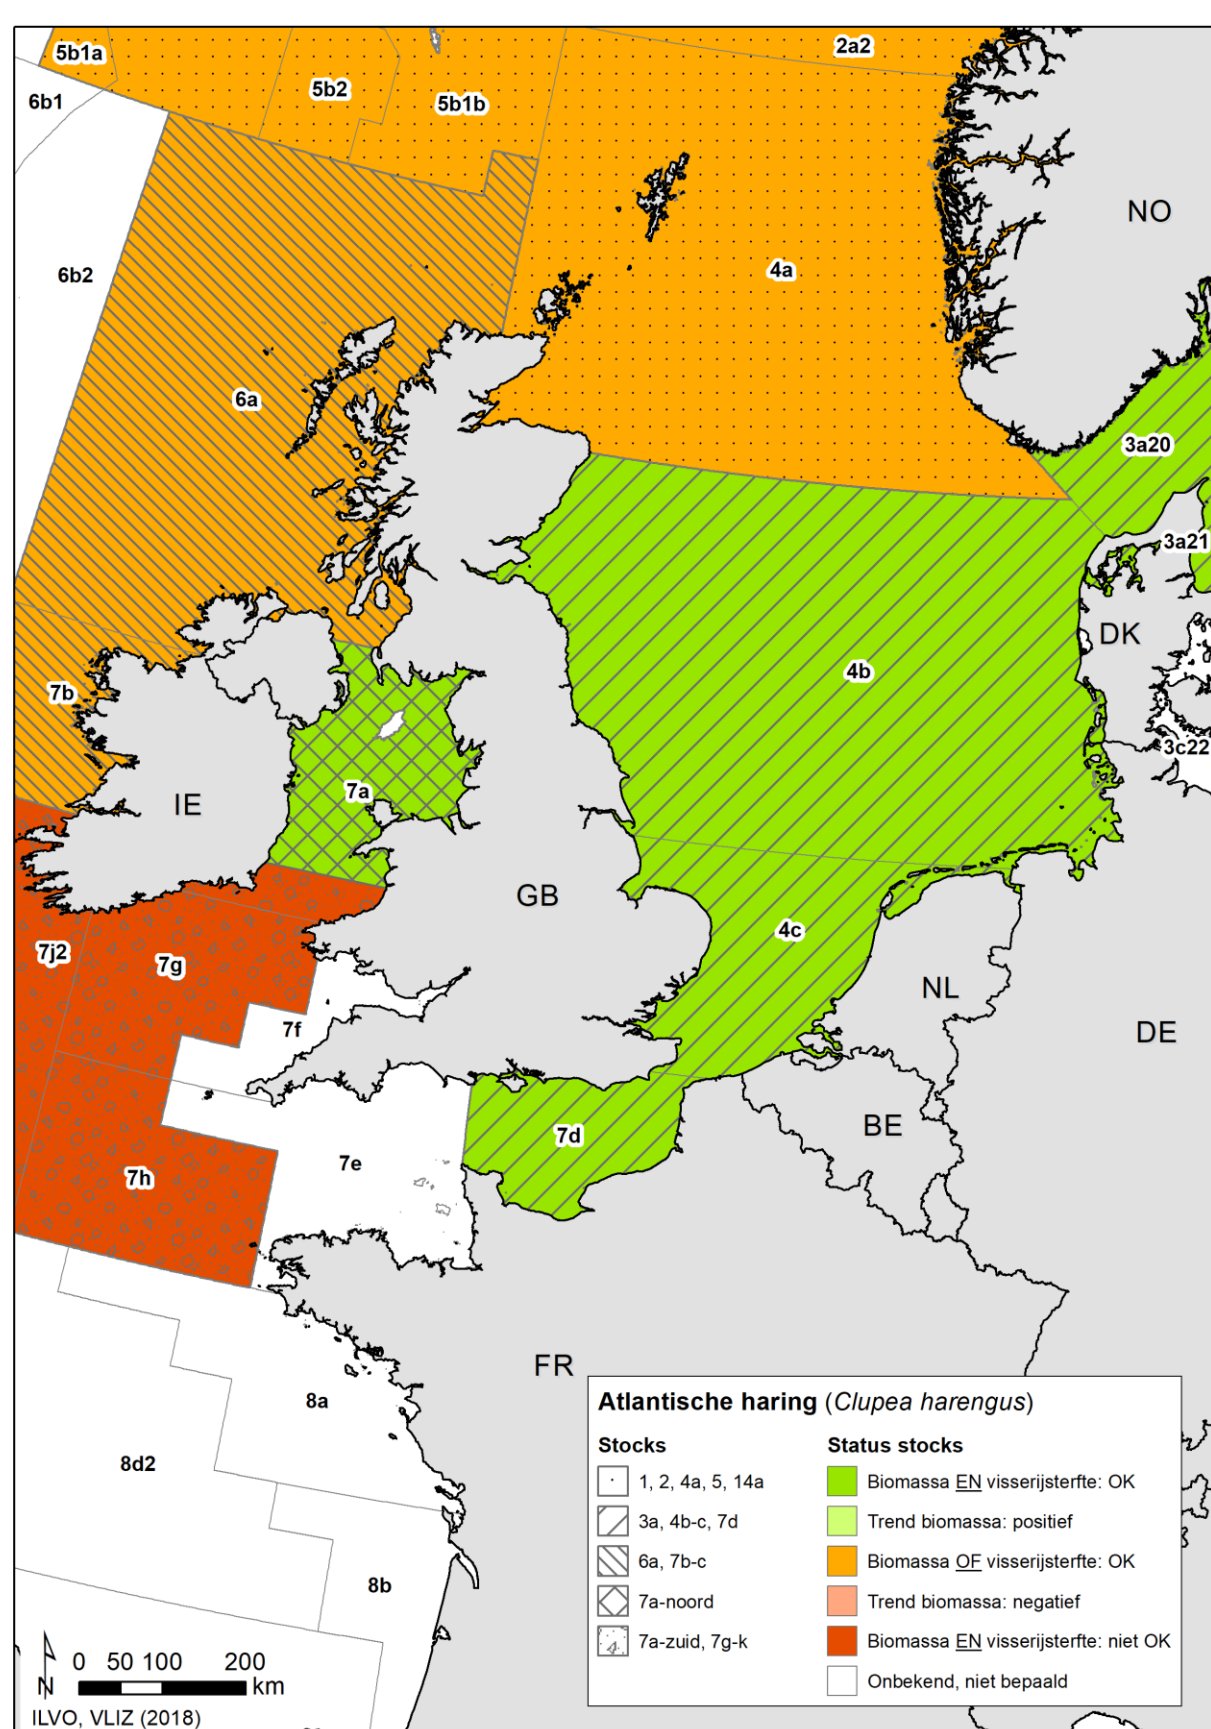 5b1a
2a2
5b2
5b1b
6b1
NO
6b2
4a
6a
3a20
3a21
DK
4b
7b
3c22
7a
IE
GB
4c
7j2
7g
NL
7f
DE
BE
7d
7e
7h
FR
8a
8d2
8b
Atlantische haring (Clupea harengus)
Stocks
1, 2, 4a, 5, 14a
3a, 4b-c, 7d
6a, 7b-c
7a-noord
7a-zuid, 7g-k
Status stocks
Biomassa EN visserijsterfte: OK
Trend biomassa: positief
Biomassa OF visserijsterfte: OK
Trend biomassa: negatief
Biomassa EN visserijsterfte: niet OK
Onbekend, niet bepaald
N
0 50 100 200
km
ILVO, VLIZ (2018)